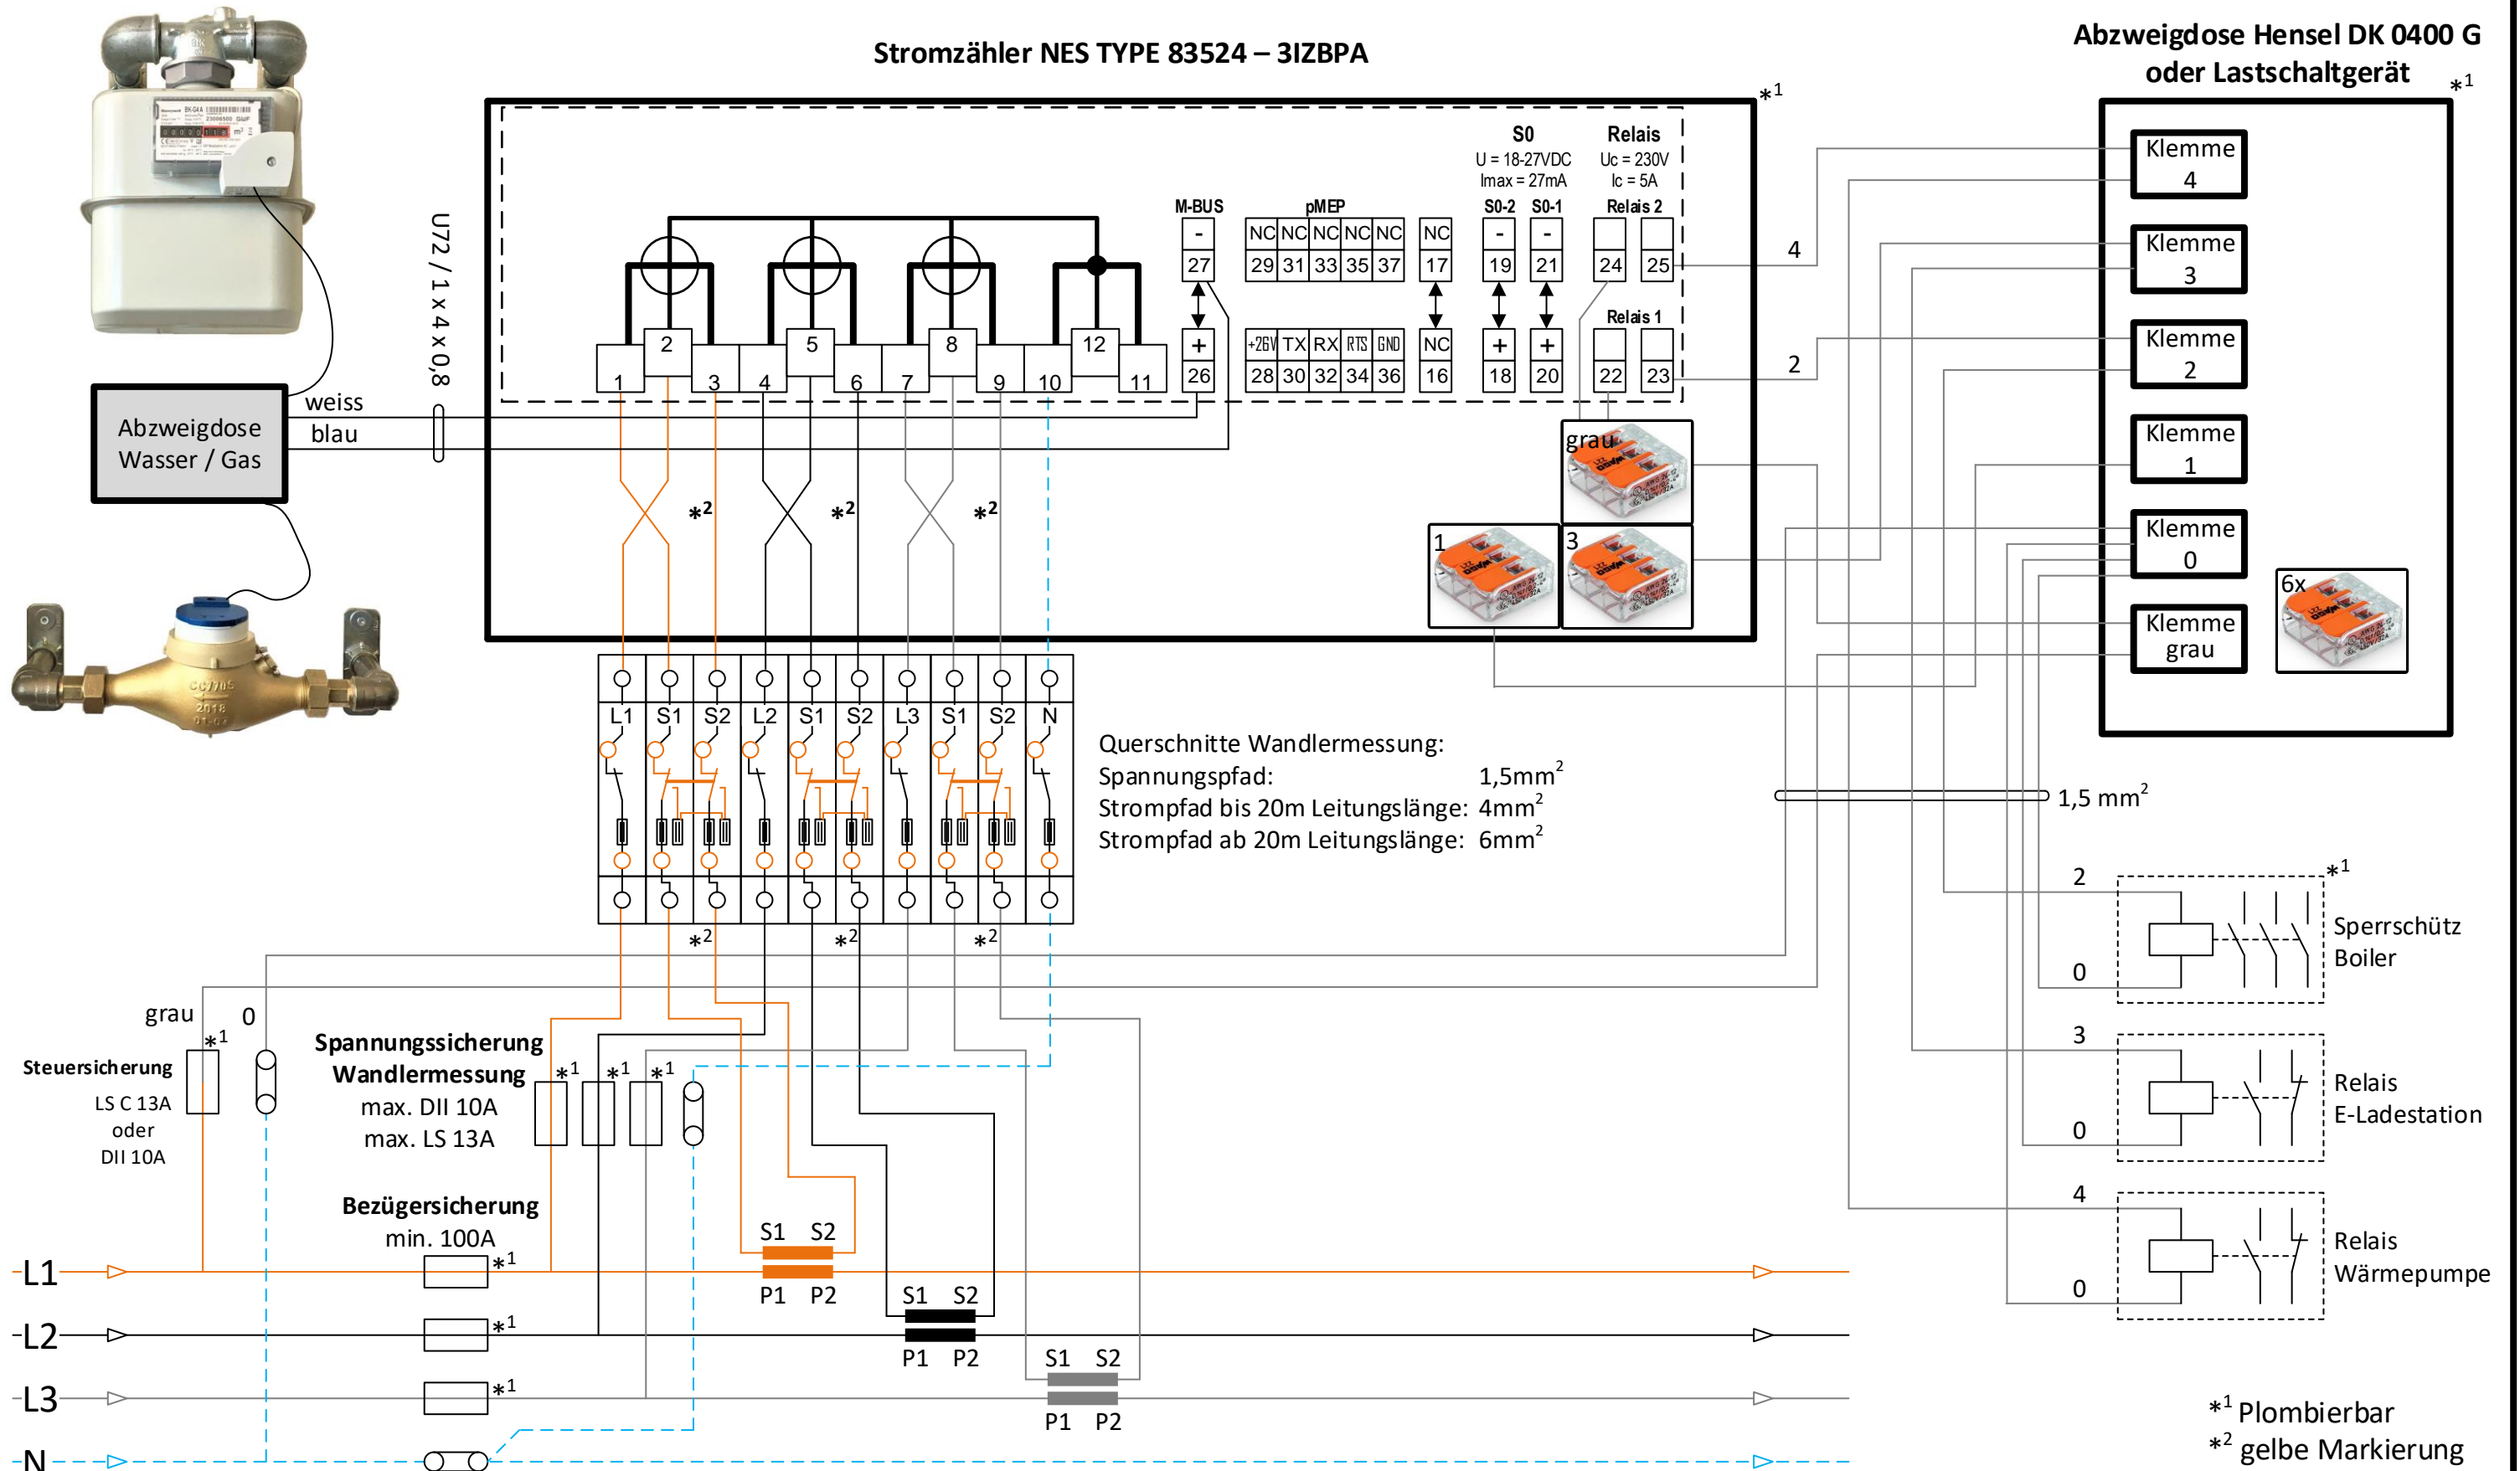 Stromzähler NES TYPE 83524 – 3IZBPA
Abzweigdose Hensel DK 0400 G
oder Lastschaltgerät
*1
*1
S0
U = 18-27VDC
Imax = 27mA
Relais
Uc = 230V
Ic = 5A
M-BUS
pMEP
S0-2 S0-1
Relais 2
- NC NC NC NC NC NC - -
27 29 31 33 35 37 17 19 21 24 25
Relais 1
+ +26V TX RX RTS GND NC + +
26 28 30 32 34 36 16 18 20 22 23
1 2 3 4 5 6 7 8 9 10 12 11
U72 / 1 x 4 x 0,8
Abzweigdose
Wasser / Gas
weiss
blau
4
2
Klemme
4
Klemme
3
Klemme
2
Klemme
1
Klemme
0
Klemme
grau
6x
grau
1
3
*2 *2 *2
L1 S1 S2 L2 S1 S2 L3 S1 S2 N
Querschnitte Wandlermessung:
Spannungspfad: 1,5mm2
Strompfad bis 20m Leitungslänge: 4mm2
Strompfad ab 20m Leitungslänge: 6mm2
1,5 mm2
*2 *2 *2
2
*1
Sperrschütz
Boiler
0
3
Relais
E-Ladestation
0
4
Relais
Wärmepumpe
0
grau 0
*1
Steuersicherung
LS C 13A
oder
DII 10A
Spannungssicherung
Wandlermessung
max. DII 10A
max. LS 13A
*1 *1 *1
Bezügersicherung
min. 100A
S1 S2
L1 *1
P1 P2
S1 S2
L2 *1
P1 P2
S1 S2
L3 *1
P1 P2
N
*1 Plombierbar
*2 gelbe Markierung